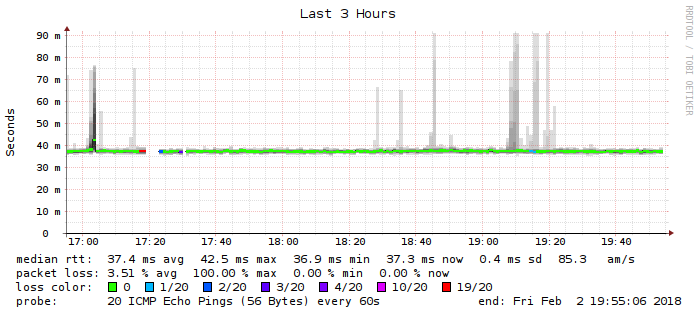 Last 3 Hours
RRDTOOL / TOBI OETIKER
Seconds
90 m
80 m
70 m
60 m
50 m
40 m
30 m
20 m
10 m
0
17:00 17:20 17:40 18:00 18:20 18:40 19:00 19:20 19:40
median rtt: 37.4 ms avg 42.5 ms max 36.9 ms min 37.3 ms now 0.4 ms sd 85.3 am/s
packet loss: 3.51 % avg 100.00 % max 0.00 % min 0.00 % now
loss color: 0 1/20 2/20 3/20 4/20 10/20 19/20
probe: 20 ICMP Echo Pings (56 Bytes) every 60s end: Fri Feb 2 19:55:06 2018